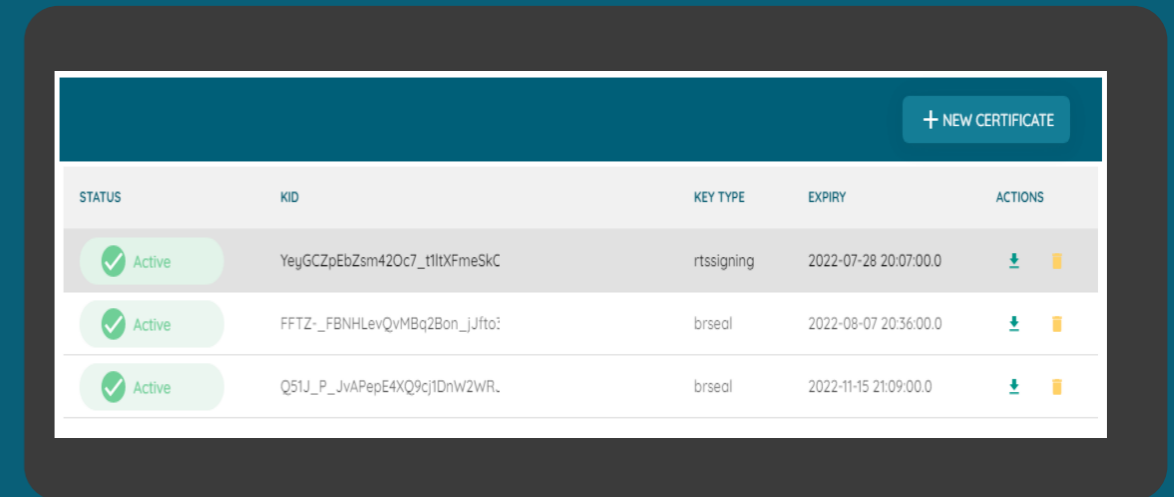 + NEW CERTIFICATE
STATUS KID KEY TYPE EXPIRY ACTIONS
Active YeyGCZpEbZsm42Oc7_t1ltXFmeSkC rtssigning 2022-07-28 20:07:00.0
Active FFTZ-_FBNHLevQvMBq2Bon_jJfto3 brseal 2022-08-07 20:36:00.0
Active Q51J_P_JvAPepE4XQ9cj1DnW2WR brseal 2022-11-15 21:09:00.0